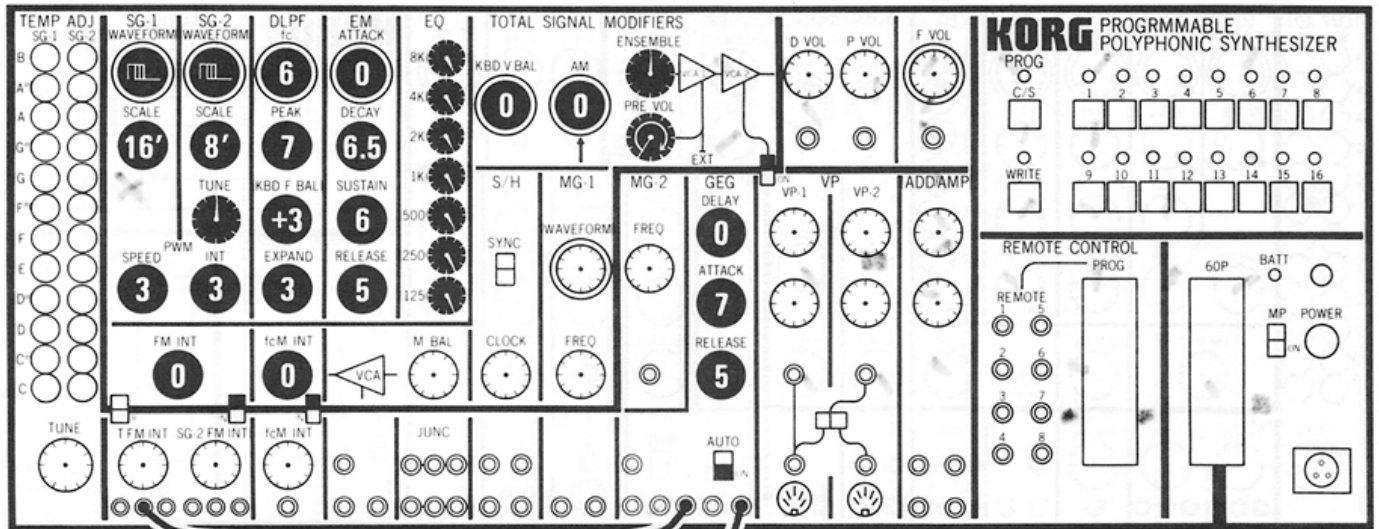 TEMP ADJ
SG-1 SG-2
B
A#
A
G#
G
F#
F
E
D#
D
C#
C
TUNE
SG-1
WAVEFORM
SCALE
16'
SPEED
3
PWM
SG-2
WAVEFORM
SCALE
8'
TUNE
INT
3
DLPF
fc
6
PEAK
7
KBD F BAL
+3
EXPAND
3
EM
ATTACK
0
DECAY
6.5
SUSTAIN
6
RELEASE
5
EQ
8K
4K
2K
1K
500
250
125
FM INT
0
fcM INT
0
VCA
M BAL
T FM INT
SG-2 FM INT
fcM INT
JUNC
TOTAL SIGNAL MODIFIERS
KBD V BAL
0
AM
0
ENSEMBLE
PRE VOL
VCA 1
VCA 2
EXT
ON
S/H
SYNC
CLOCK
MG-1
WAVEFORM
FREQ
MG-2
FREQ
GEG
DELAY
0
ATTACK
7
RELEASE
5
AUTO
ON
D VOL
P VOL
F VOL
VP
VP-1
VP-2
ADD AMP
KORG PROGRMMABLE
POLYPHONIC SYNTHESIZER
PROG
C/S
1 2 3 4 5 6 7 8
WRITE
9 10 11 12 13 14 15 16
REMOTE CONTROL
PROG
REMOTE
1 5
2 6
3 7
4 8
60P
BATT
MP
ON
POWER